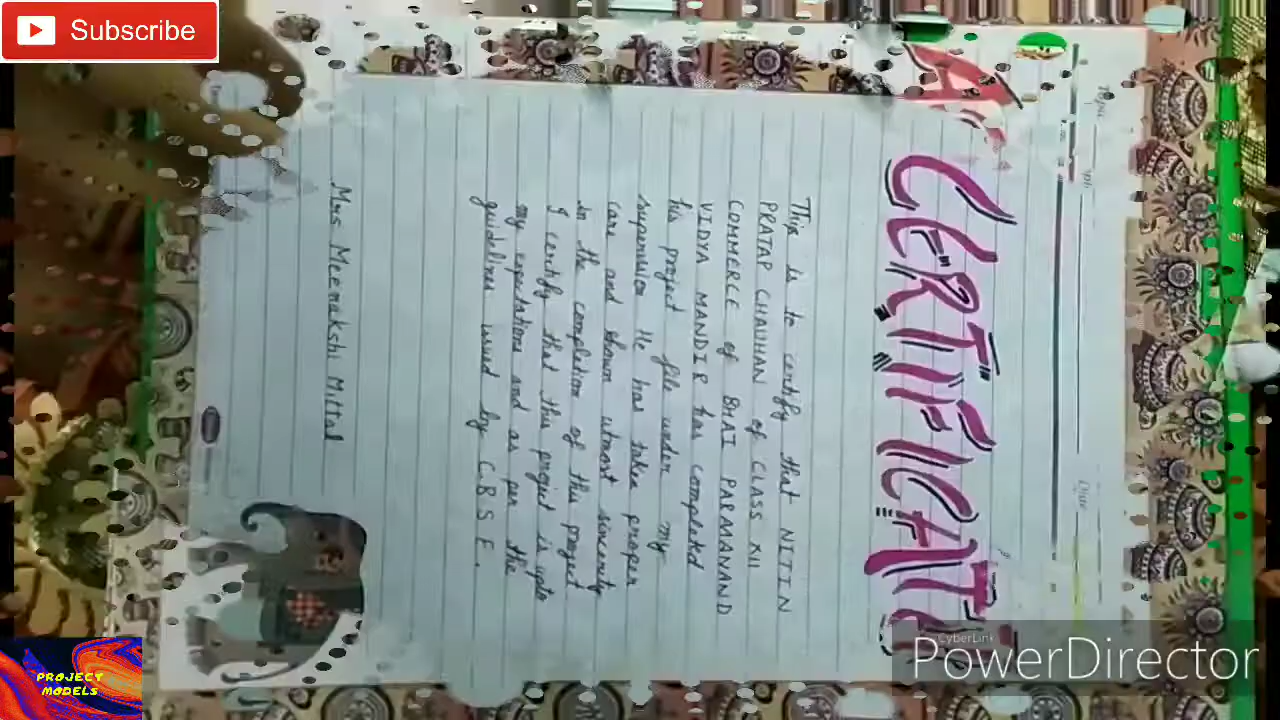 Subscribe
CERTIFICATE
This is to certify that NITIN
PRATAP CHAUHAN of CLASS XII
COMMERCE of BHAI PARMANAND
VIDYA MANDIR has completed
his project file under my
supervision He has taken proper
care and shown utmost sincerity
in the completion of this project
I certify that this project is upto
my expectations and as per the
guidelines issued by C.B.S.E.
Mrs Meenakshi Mittal
Date
PROJECT
MODELS
CyberLink
PowerDirector